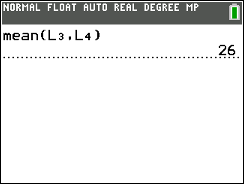 NORMAL FLOAT AUTO REAL DEGREE MP
mean(L₃,L₄)
26